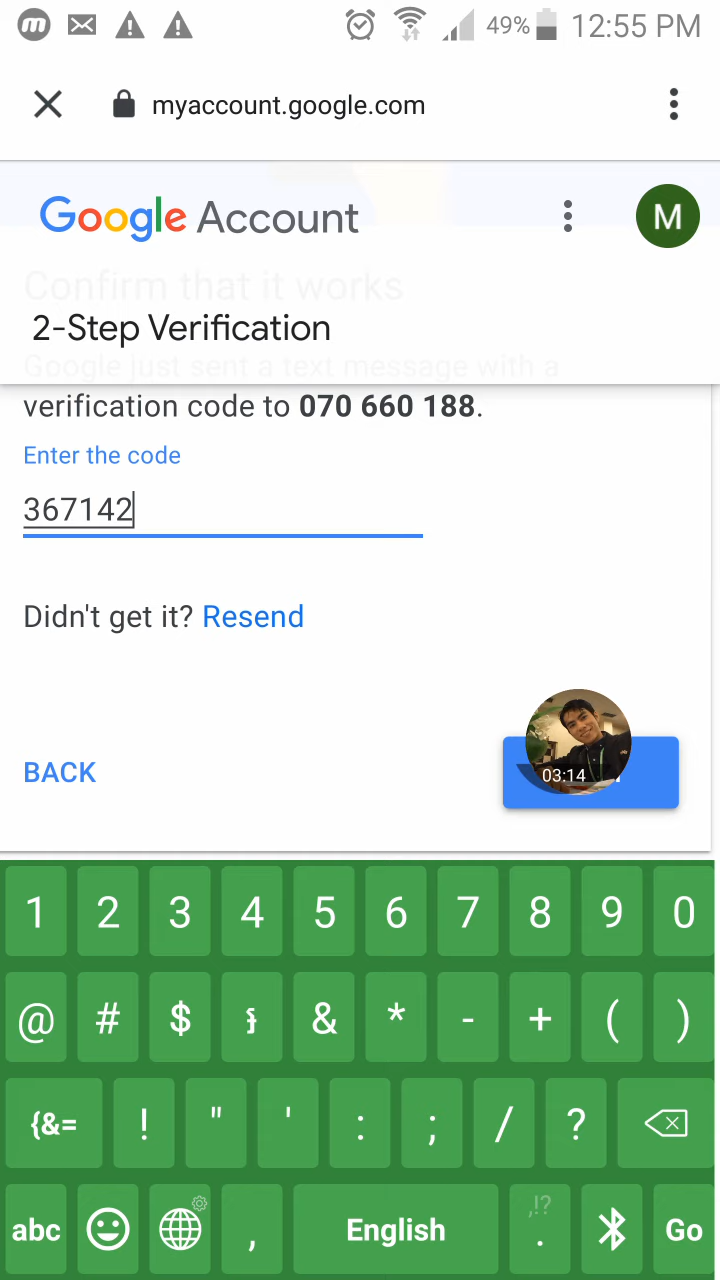 m 49% 12:55 PM
myaccount.google.com
Google Account M
Confirm that it works
2-Step Verification
Google just sent a text message with a
verification code to 070 660 188.
Enter the code
367142
Didn't get it? Resend
03:14
BACK
1 2 3 4 5 6 7 8 9 0
@ # $ ៛ & * - + ( )
{&= ! " ' : ; / ?
,!?
abc , English . Go